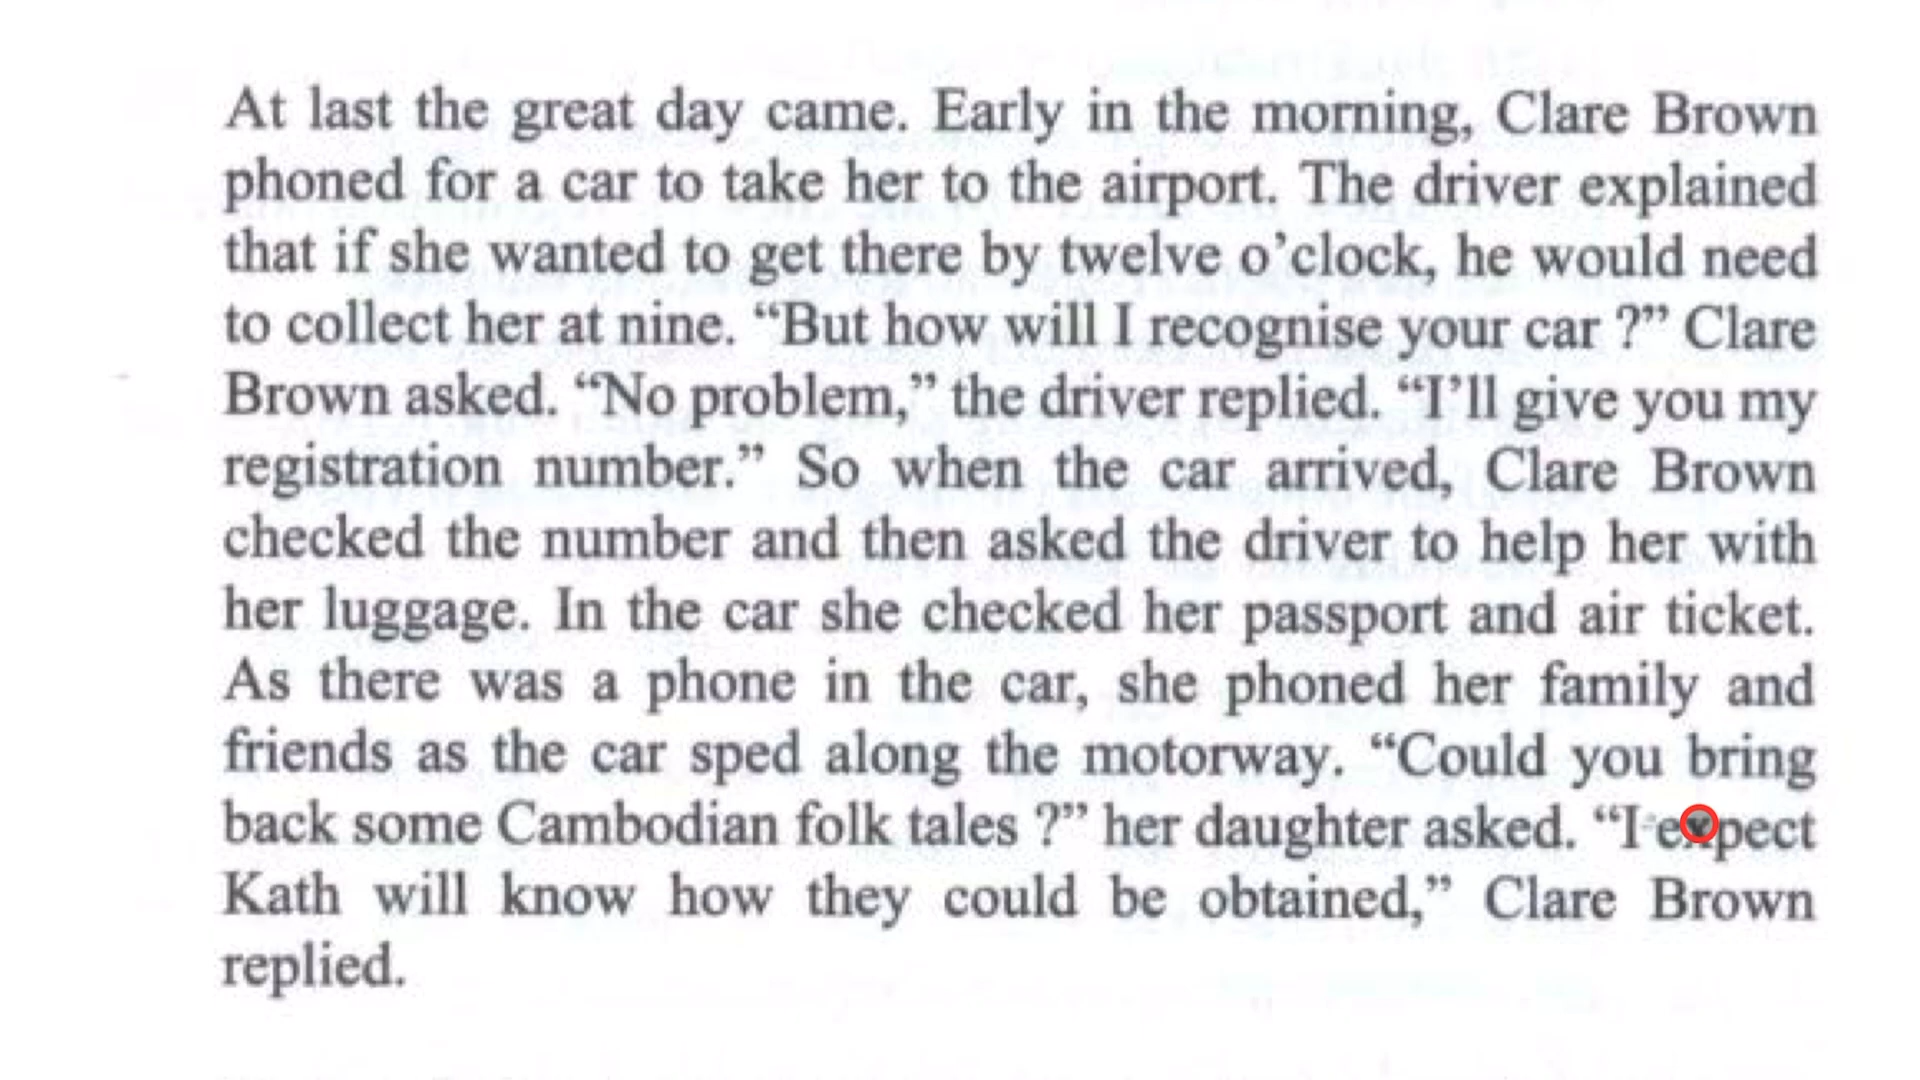 At last the great day came. Early in the morning, Clare Brown
phoned for a car to take her to the airport. The driver explained
that if she wanted to get there by twelve o’clock, he would need
to collect her at nine. “But how will I recognise your car ?” Clare
Brown asked. “No problem,” the driver replied. “I’ll give you my
registration number.” So when the car arrived, Clare Brown
checked the number and then asked the driver to help her with
her luggage. In the car she checked her passport and air ticket.
As there was a phone in the car, she phoned her family and
friends as the car sped along the motorway. “Could you bring
back some Cambodian folk tales ?” her daughter asked. “I expect
Kath will know how they could be obtained,” Clare Brown
replied.